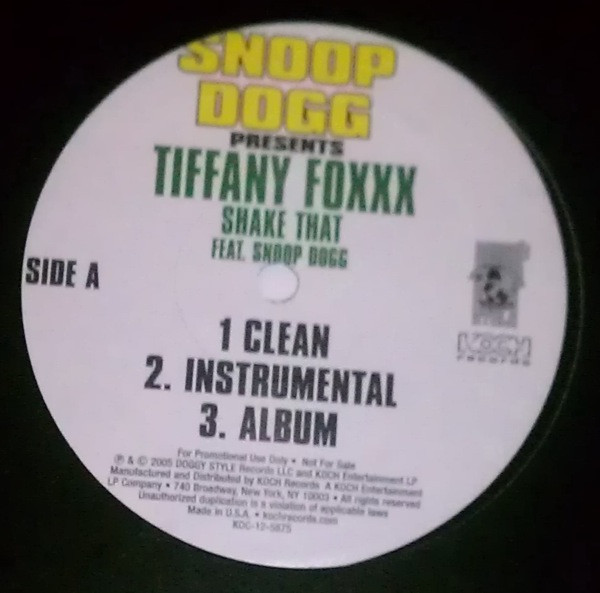 SNOOP
DOGG
PRESENTS
TIFFANY FOXXX
SHAKE THAT
FEAT. SNOOP DOGG
SIDE A
KOCH
records
1 CLEAN
2. INSTRUMENTAL
3. ALBUM
For Promotional Use Only • Not For Sale
℗ & © 2005 DOGGY STYLE Records LLC and KOCH Entertainment LP
Manufactured and Distributed by KOCH Records A KOCH Entertainment
LP Company • 740 Broadway, New York, NY 10003 • All rights reserved
Unauthorized duplication is a violation of applicable laws
Made in U.S.A. • kochrecords.com
KDC-12-5875